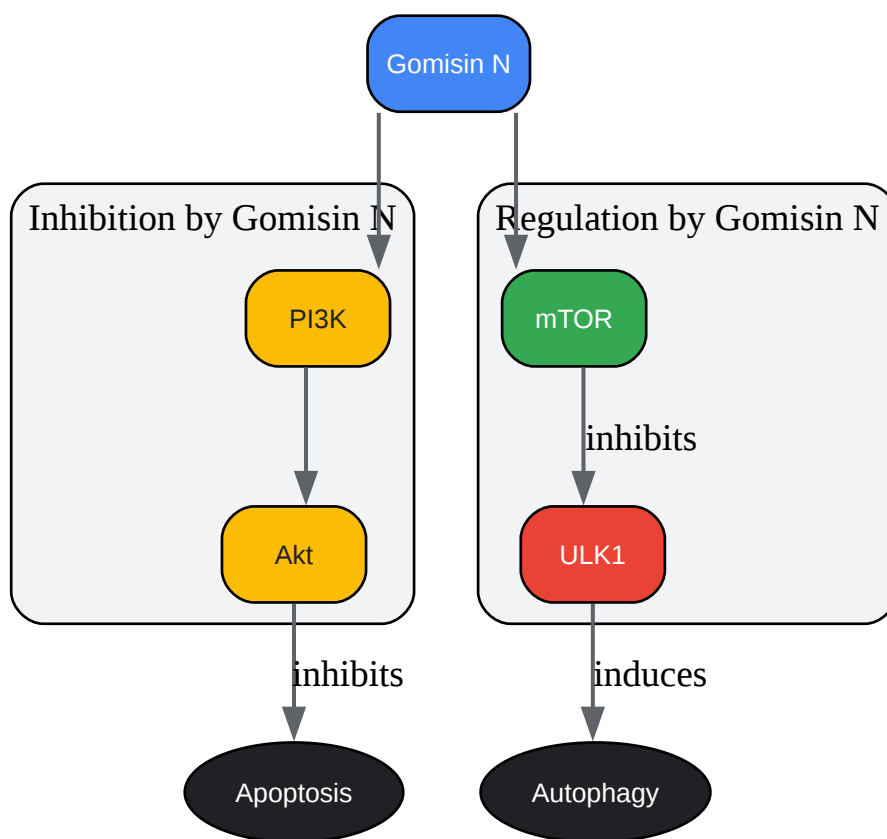 Gomisin N
Inhibition by Gomisin N
Regulation by Gomisin N
PI3K
mTOR
inhibits
Akt
ULK1
inhibits
induces
Apoptosis
Autophagy